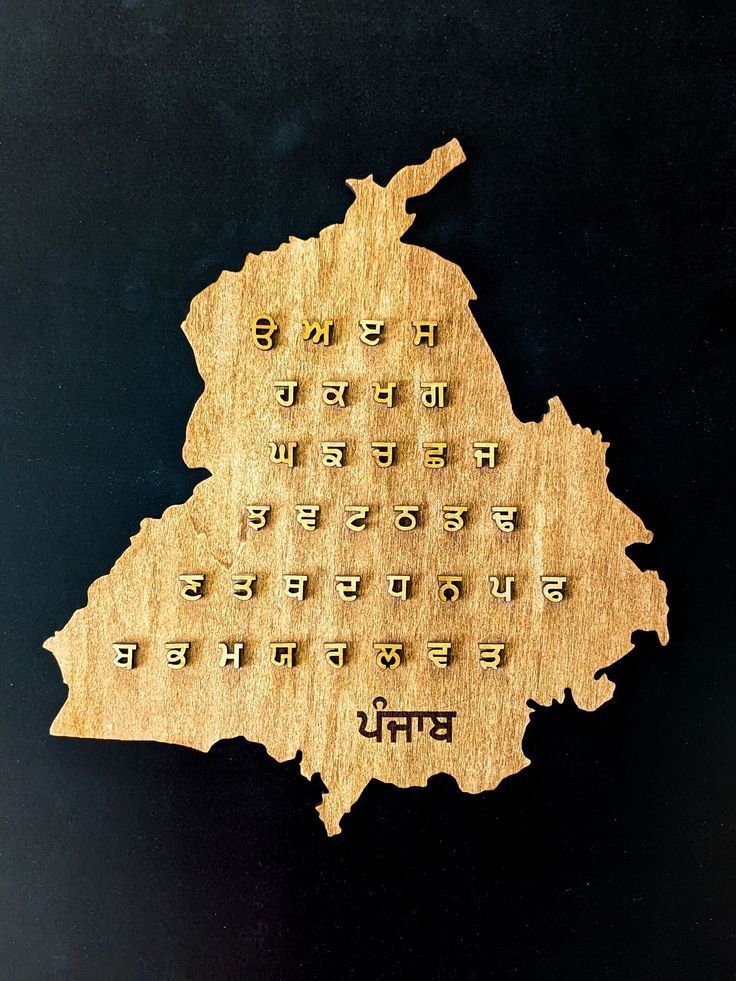 ੳ ਅ ੲ ਸ
ਹ ਕ ਖ ਗ
ਘ ਙ ਚ ਛ ਜ
ਝ ਞ ਟ ਠ ਡ ਢ
ਣ ਤ ਥ ਦ ਧ ਨ ਪ ਫ
ਬ ਭ ਮ ਯ ਰ ਲ ਵ ੜ
ਪੰਜਾਬ